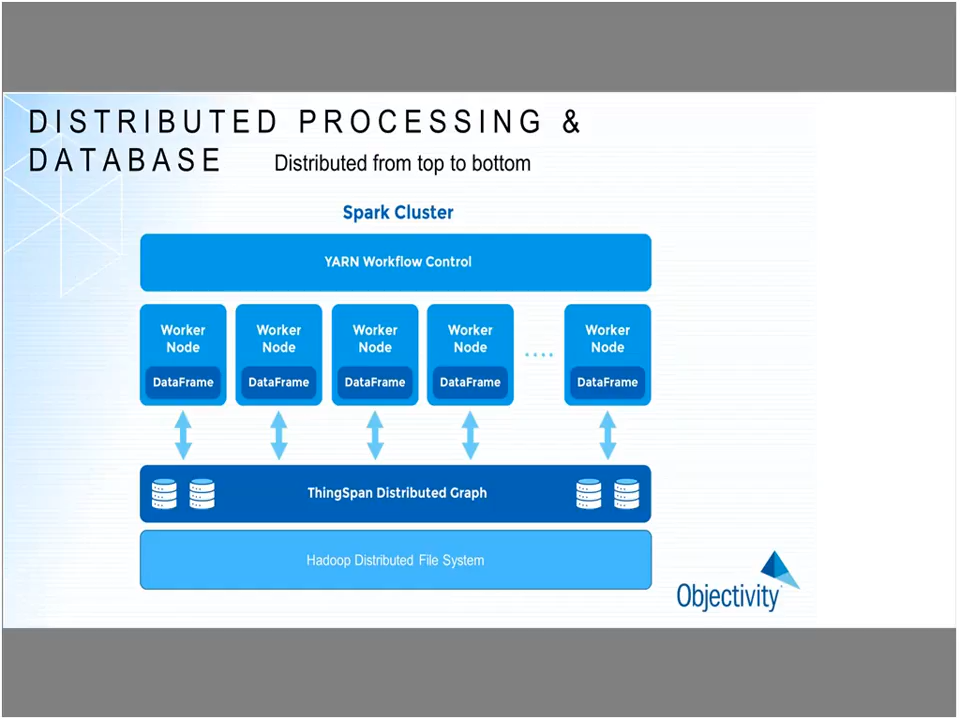 DISTRIBUTED PROCESSING &
DATABASE Distributed from top to bottom
Spark Cluster
YARN Workflow Control
Worker Node
DataFrame
Worker Node
DataFrame
Worker Node
DataFrame
Worker Node
DataFrame
....
Worker Node
DataFrame
ThingSpan Distributed Graph
Hadoop Distributed File System
Objectivity